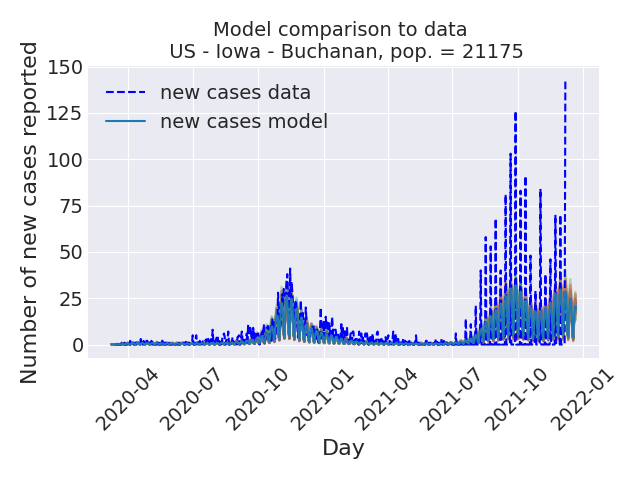 Model comparison to data
US - Iowa - Buchanan, pop. = 21175
Number of new cases reported
150
125
100
75
50
25
0
new cases data
new cases model
2020-04
2020-07
2020-10
2021-01
2021-04
2021-07
2021-10
2022-01
Day